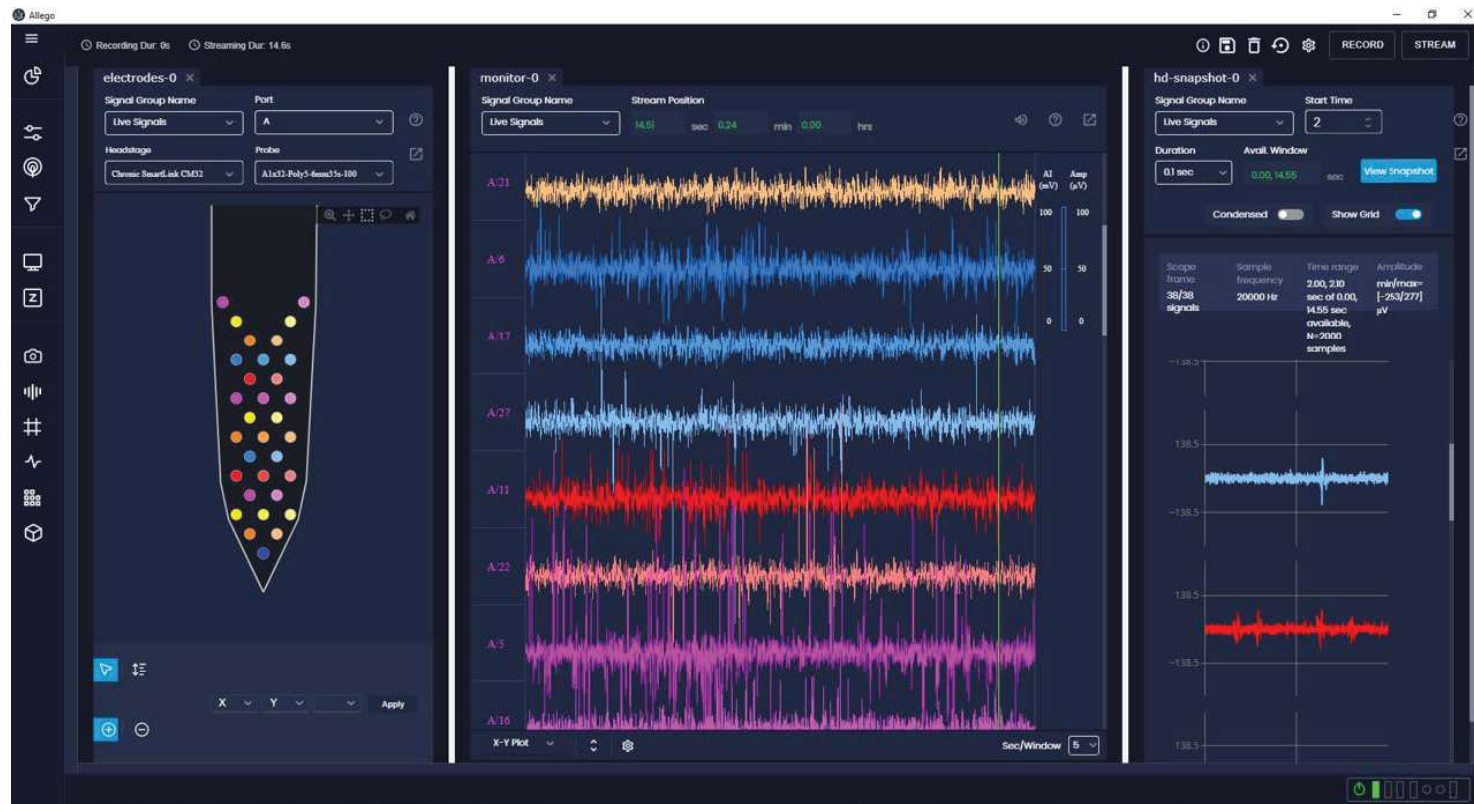 Allego
Recording Dur: 0s Streaming Dur: 14.6s
RECORD STREAM
electrodes-0 ×
Signal Group Name Port
Live Signals A
Headstage Probe
Chronic SmartLink CM32 A1x32-Poly5-6mm35s-100
X Y Apply
monitor-0 ×
Signal Group Name Stream Position
Live Signals 14.51 sec 0.24 min 0.00 hrs
AI (mV) Amp (µV)
100 100
50 50
0 0
A/21
A/6
A/17
A/27
A/11
A/22
A/5
A/16
X-Y Plot Sec/Window 5
hd-snapshot-0 ×
Signal Group Name Start Time
Live Signals 2
Duration Avail. Window
0.1 sec 0.00, 14.55 sec View Snapshot
Condensed Show Grid
Scope frame
38/38 signals
Sample frequency
20000 Hz
Time range
2.00, 2.10 sec of 0.00, 14.55 sec available, N=2000 samples
Amplitude
min/max= [-253/277] µV
-138.5
138.5
-138.5
138.5
-138.5
138.5